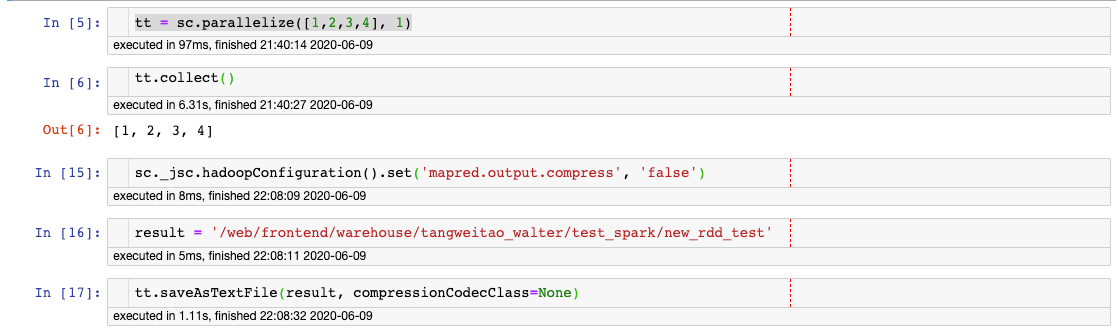 In [5]: tt = sc.parallelize([1,2,3,4], 1)
executed in 97ms, finished 21:40:14 2020-06-09
In [6]: tt.collect()
executed in 6.31s, finished 21:40:27 2020-06-09
Out[6]: [1, 2, 3, 4]
In [15]: sc._jsc.hadoopConfiguration().set('mapred.output.compress', 'false')
executed in 8ms, finished 22:08:09 2020-06-09
In [16]: result = '/web/frontend/warehouse/tangweitao_walter/test_spark/new_rdd_test'
executed in 5ms, finished 22:08:11 2020-06-09
In [17]: tt.saveAsTextFile(result, compressionCodecClass=None)
executed in 1.11s, finished 22:08:32 2020-06-09